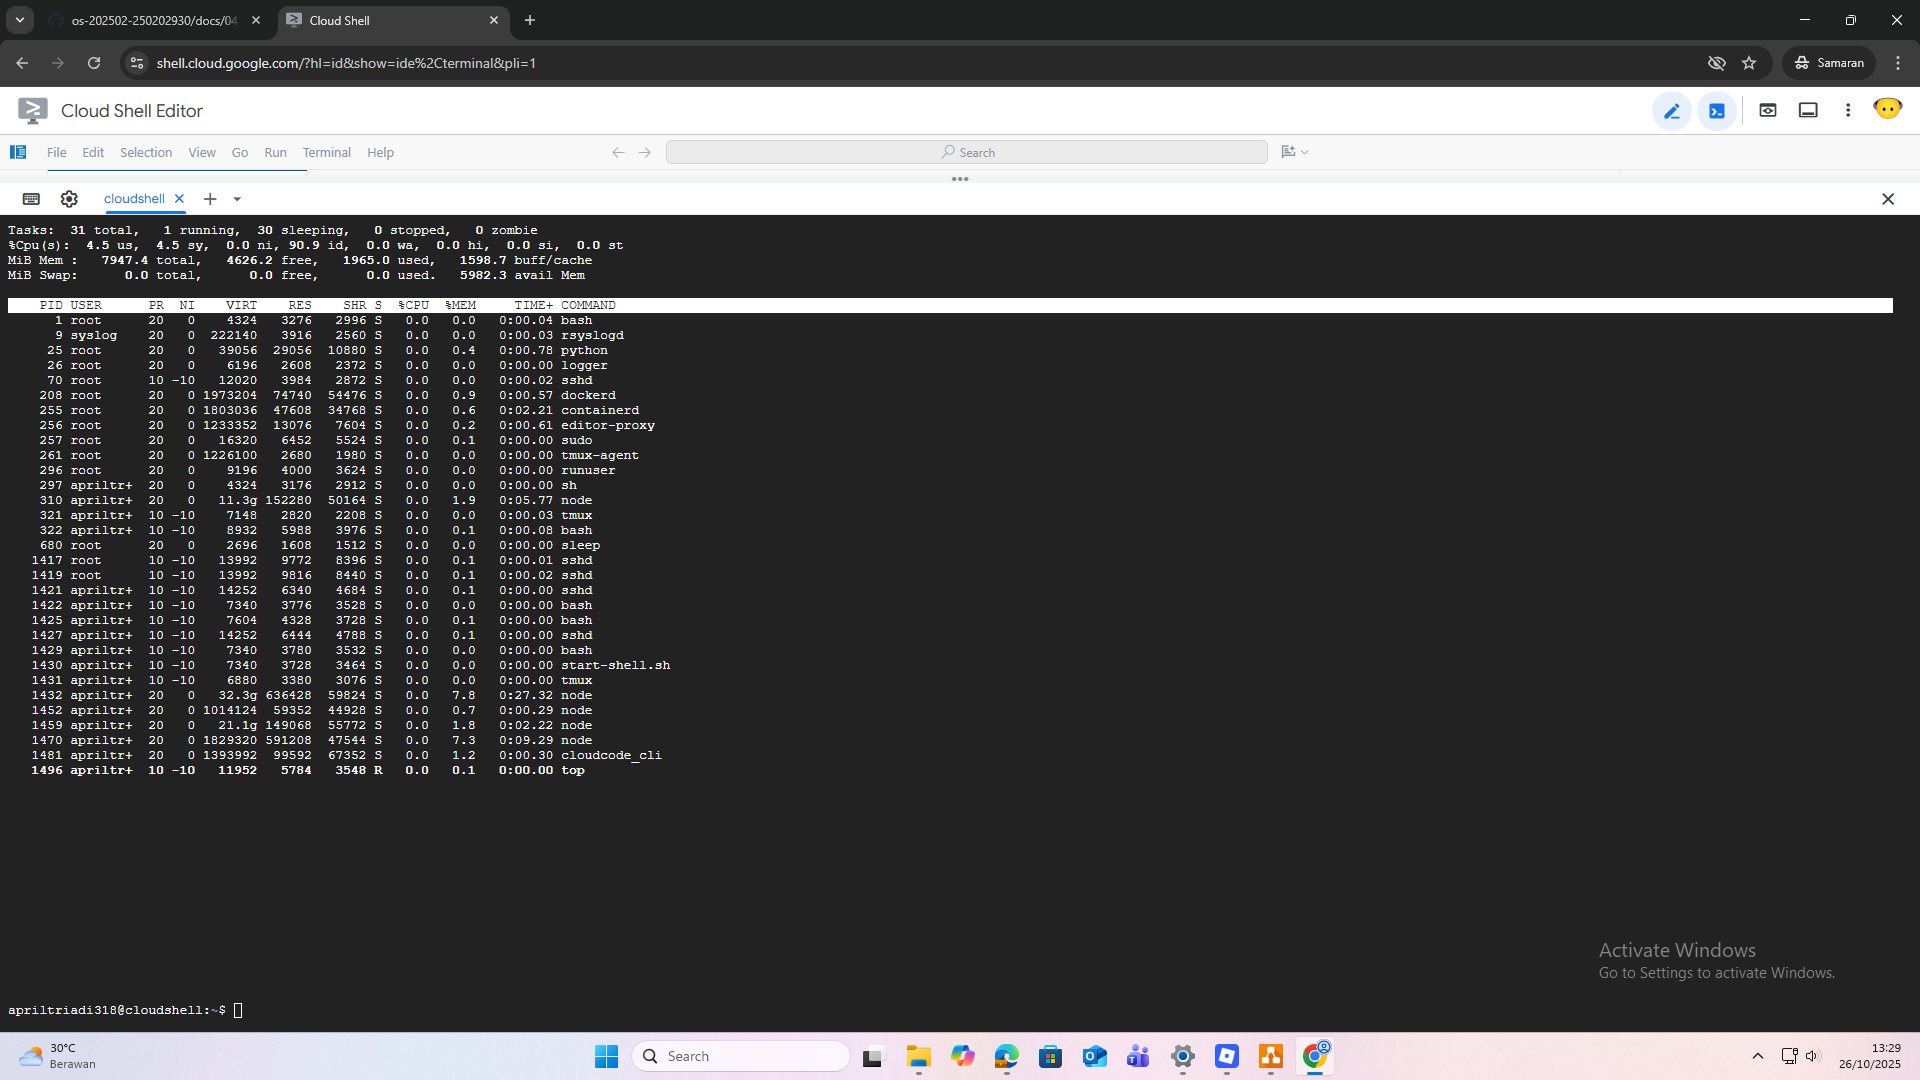 os-202502-250202930/docs/04
Cloud Shell
shell.cloud.google.com/?hl=id&show=ide%2Cterminal&pli=1
Samaran
Cloud Shell Editor
File Edit Selection View Go Run Terminal Help
Search
cloudshell
Tasks:  31 total,   1 running,  30 sleeping,   0 stopped,   0 zombie
%Cpu(s):  4.5 us,  4.5 sy,  0.0 ni, 90.9 id,  0.0 wa,  0.0 hi,  0.0 si,  0.0 st
MiB Mem :   7947.4 total,   4626.2 free,   1965.0 used,   1598.7 buff/cache
MiB Swap:      0.0 total,      0.0 free,      0.0 used.   5982.3 avail Mem
PID USER      PR  NI    VIRT    RES    SHR S  %CPU  %MEM     TIME+ COMMAND
1 root      20   0    4324   3276   2996 S   0.0   0.0   0:00.04 bash
9 syslog    20   0  222140   3916   2560 S   0.0   0.0   0:00.03 rsyslogd
25 root      20   0   39056  29056  10880 S   0.0   0.4   0:00.78 python
26 root      20   0    6196   2608   2372 S   0.0   0.0   0:00.00 logger
70 root      10 -10   12020   3984   2872 S   0.0   0.0   0:00.02 sshd
208 root      20   0 1973204  74740  54476 S   0.0   0.9   0:00.57 dockerd
255 root      20   0 1803036  47608  34768 S   0.0   0.6   0:02.21 containerd
256 root      20   0 1233352  13076   7604 S   0.0   0.2   0:00.61 editor-proxy
257 root      20   0   16320   6452   5524 S   0.0   0.1   0:00.00 sudo
261 root      20   0 1226100   2680   1980 S   0.0   0.0   0:00.00 tmux-agent
296 root      20   0    9196   4000   3624 S   0.0   0.0   0:00.00 runuser
297 apriltr+  20   0    4324   3176   2912 S   0.0   0.0   0:00.00 sh
310 apriltr+  20   0   11.3g 152280  50164 S   0.0   1.9   0:05.77 node
321 apriltr+  10 -10    7148   2820   2208 S   0.0   0.0   0:00.03 tmux
322 apriltr+  10 -10    8932   5988   3976 S   0.0   0.1   0:00.08 bash
680 root      20   0    2696   1608   1512 S   0.0   0.0   0:00.00 sleep
1417 root      10 -10   13992   9772   8396 S   0.0   0.1   0:00.01 sshd
1419 root      10 -10   13992   9816   8440 S   0.0   0.1   0:00.02 sshd
1421 apriltr+  10 -10   14252   6340   4684 S   0.0   0.1   0:00.00 sshd
1422 apriltr+  10 -10    7340   3776   3528 S   0.0   0.0   0:00.00 bash
1425 apriltr+  10 -10    7604   4328   3728 S   0.0   0.1   0:00.00 bash
1427 apriltr+  10 -10   14252   6444   4788 S   0.0   0.1   0:00.00 sshd
1429 apriltr+  10 -10    7340   3780   3532 S   0.0   0.0   0:00.00 bash
1430 apriltr+  10 -10    7340   3728   3464 S   0.0   0.0   0:00.00 start-shell.sh
1431 apriltr+  10 -10    6880   3380   3076 S   0.0   0.0   0:00.00 tmux
1432 apriltr+  20   0   32.3g 636428  59824 S   0.0   7.8   0:27.32 node
1452 apriltr+  20   0 1014124  59352  44928 S   0.0   0.7   0:00.29 node
1459 apriltr+  20   0   21.1g 149068  55772 S   0.0   1.8   0:02.22 node
1470 apriltr+  20   0 1829320 591208  47544 S   0.0   7.3   0:09.29 node
1481 apriltr+  20   0 1393992  99592  67352 S   0.0   1.2   0:00.30 cloudcode_cli
1496 apriltr+  10 -10   11952   5784   3548 R   0.0   0.1   0:00.00 top
Activate Windows
Go to Settings to activate Windows.
apriltriadi318@cloudshell:~$
30°C
Berawan
Search
13:29
26/10/2025